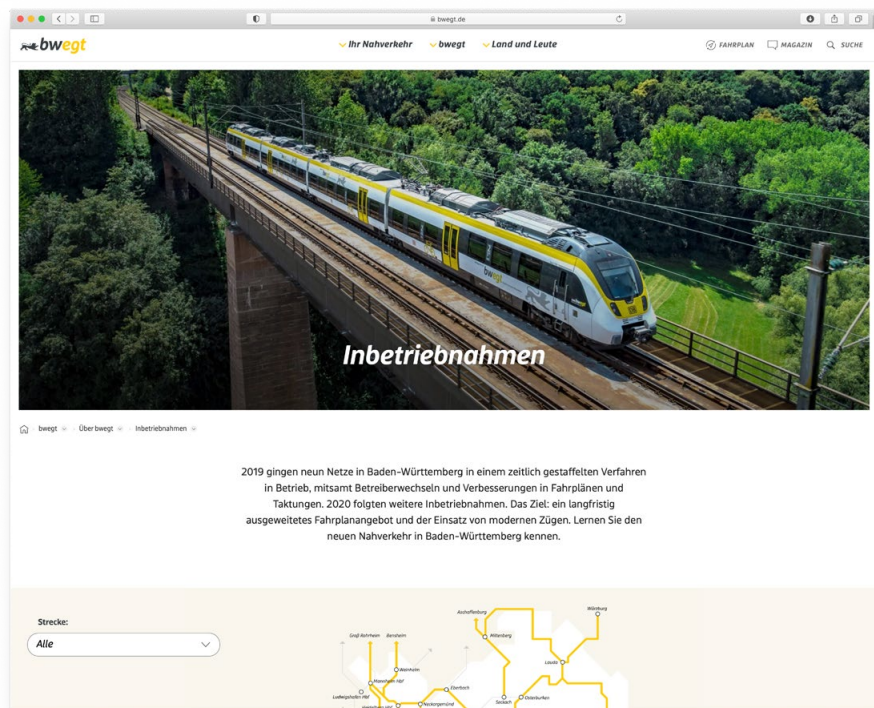 bwegt.de
bwegt
Ihr Nahverkehr
bwegt
Land und Leute
FAHRPLAN
MAGAZIN
SUCHE
bwegt
Inbetriebnahmen
bwegt
Über bwegt
Inbetriebnahmen
2019 gingen neun Netze in Baden-Württemberg in einem zeitlich gestaffelten Verfahren
in Betrieb, mitsamt Betreiberwechseln und Verbesserungen in Fahrplänen und
Taktungen. 2020 folgten weitere Inbetriebnahmen. Das Ziel: ein langfristig
ausgeweitetes Fahrplanangebot und der Einsatz von modernen Zügen. Lernen Sie den
neuen Nahverkehr in Baden-Württemberg kennen.
Strecke:
Alle
Aschaffenburg
Würzburg
Groß Rohrheim
Bensheim
Miltenberg
Lauda
Weinheim
Mannheim Hbf
Eberbach
Ludwigshafen Hbf
Seckach
Osterburken
Neckargemünd
Heidelberg Hbf